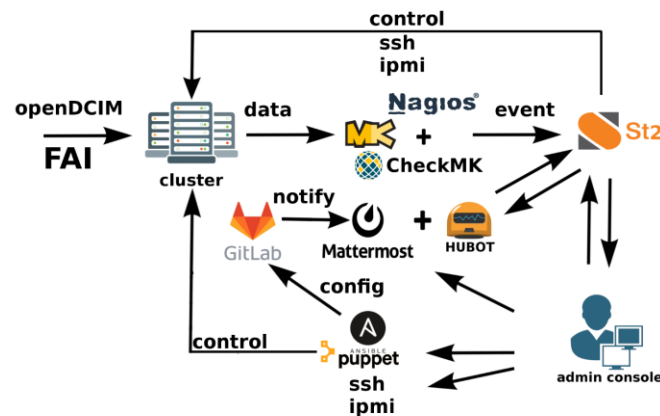 control
ssh
ipmi
openDCIM
FAI
data
Nagios®
event
MK
+
CheckMK
St2
cluster
notify
GitLab
Mattermost
+
HUBOT
config
control
ANSIBLE
puppet
ssh
ipmi
admin console